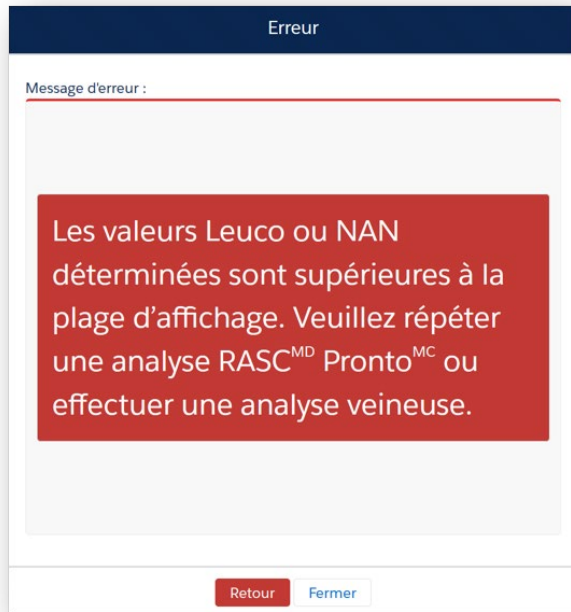 Erreur
Message d'erreur :
Les valeurs Leuco ou NAN
déterminées sont supérieures à la
plage d’affichage. Veuillez répéter
une analyse RASCᴹᴰ Prontoᴹᶜ ou
effectuer une analyse veineuse.
Retour Fermer